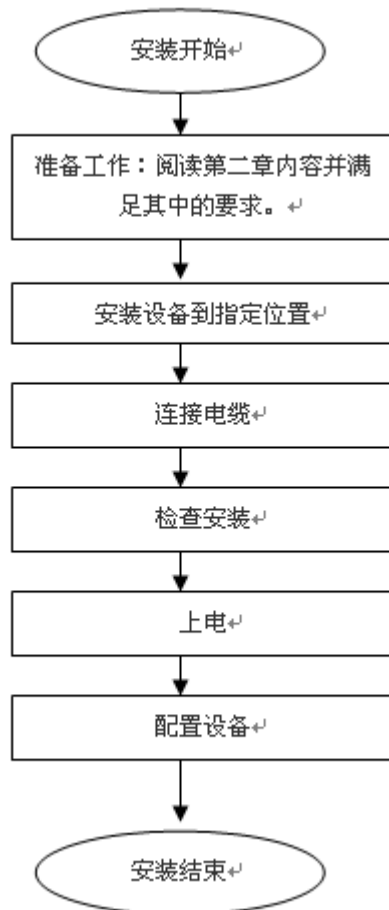 安装开始
准备工作：阅读第二章内容并满
足其中的要求。
安装设备到指定位置
连接电缆
检查安装
上电
配置设备
安装结束